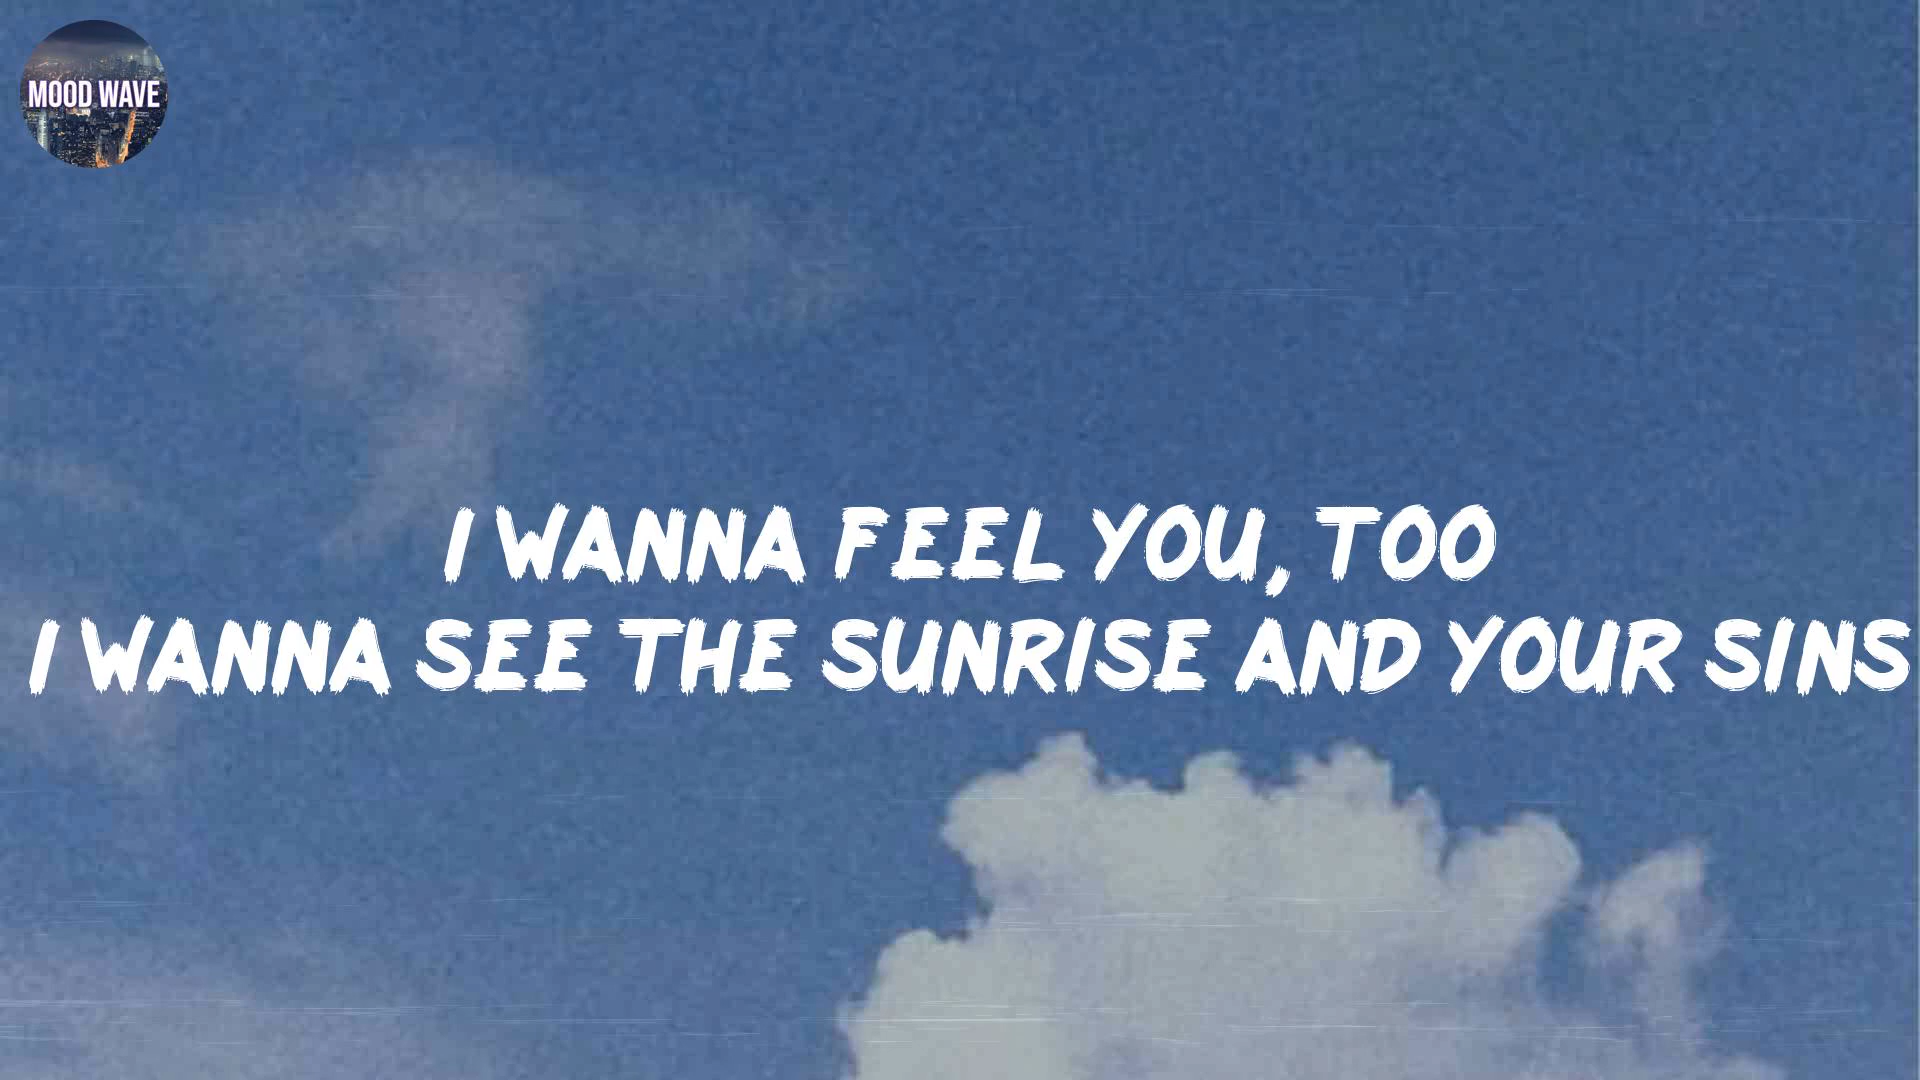 MOOD WAVE
I WANNA FEEL YOU, TOO
I WANNA SEE THE SUNRISE AND YOUR SINS